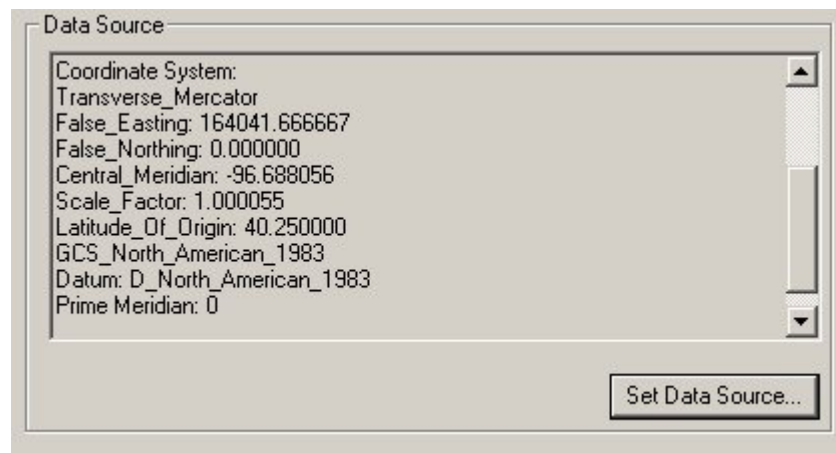 Data Source
Coordinate System:
Transverse_Mercator
False_Easting: 164041.666667
False_Northing: 0.000000
Central_Meridian: -96.688056
Scale_Factor: 1.000055
Latitude_Of_Origin: 40.250000
GCS_North_American_1983
Datum: D_North_American_1983
Prime Meridian: 0
Set Data Source...